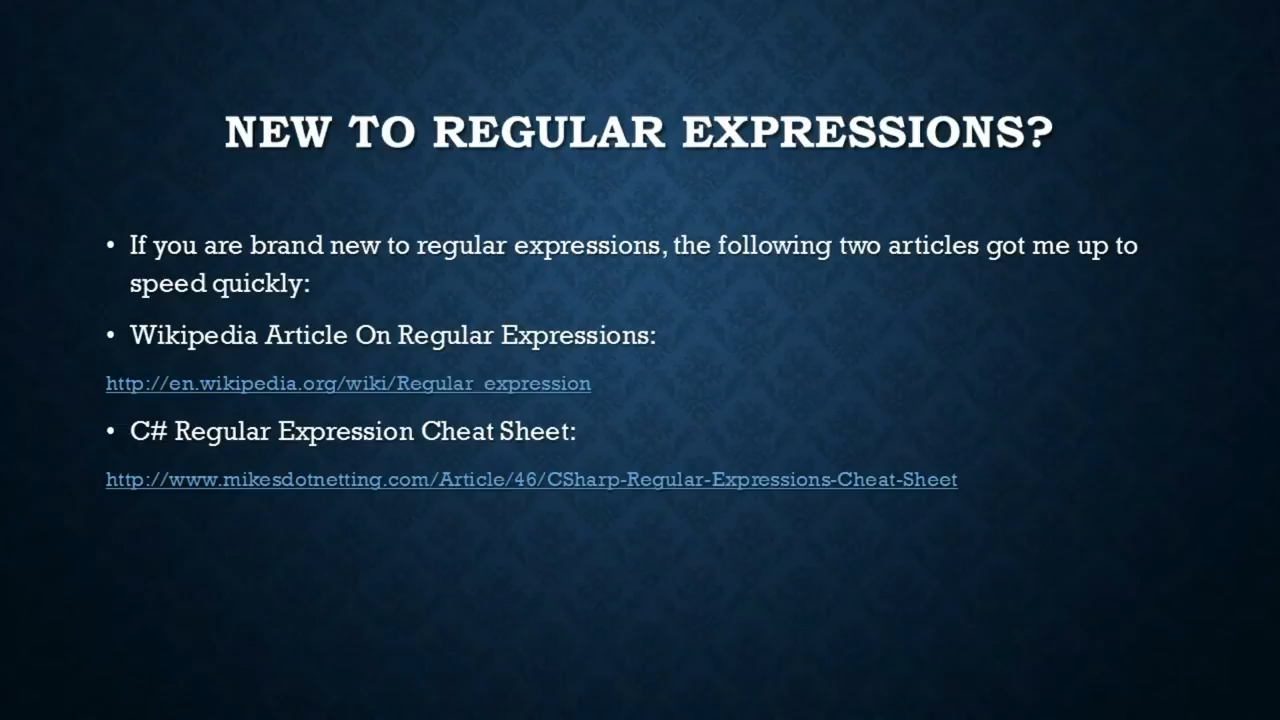 NEW TO REGULAR EXPRESSIONS?
• If you are brand new to regular expressions, the following two articles got me up to
speed quickly:
• Wikipedia Article On Regular Expressions:
http://en.wikipedia.org/wiki/Regular_expression
• C# Regular Expression Cheat Sheet:
http://www.mikesdotnetting.com/Article/46/CSharp-Regular-Expressions-Cheat-Sheet